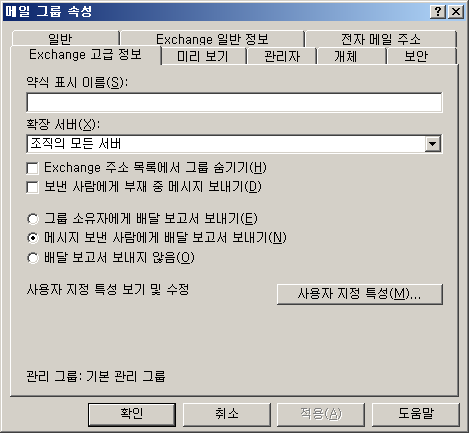 메일 그룹 속성
일반 Exchange 일반 정보 전자 메일 주소
Exchange 고급 정보 미리 보기 관리자 개체 보안
약식 표시 이름(S):
확장 서버(X):
조직의 모든 서버
Exchange 주소 목록에서 그룹 숨기기(H)
보낸 사람에게 부재 중 메시지 보내기(D)
그룹 소유자에게 배달 보고서 보내기(E)
메시지 보낸 사람에게 배달 보고서 보내기(N)
배달 보고서 보내지 않음(O)
사용자 지정 특성 보기 및 수정 사용자 지정 특성(M)...
관리 그룹: 기본 관리 그룹
확인 취소 적용(A) 도움말